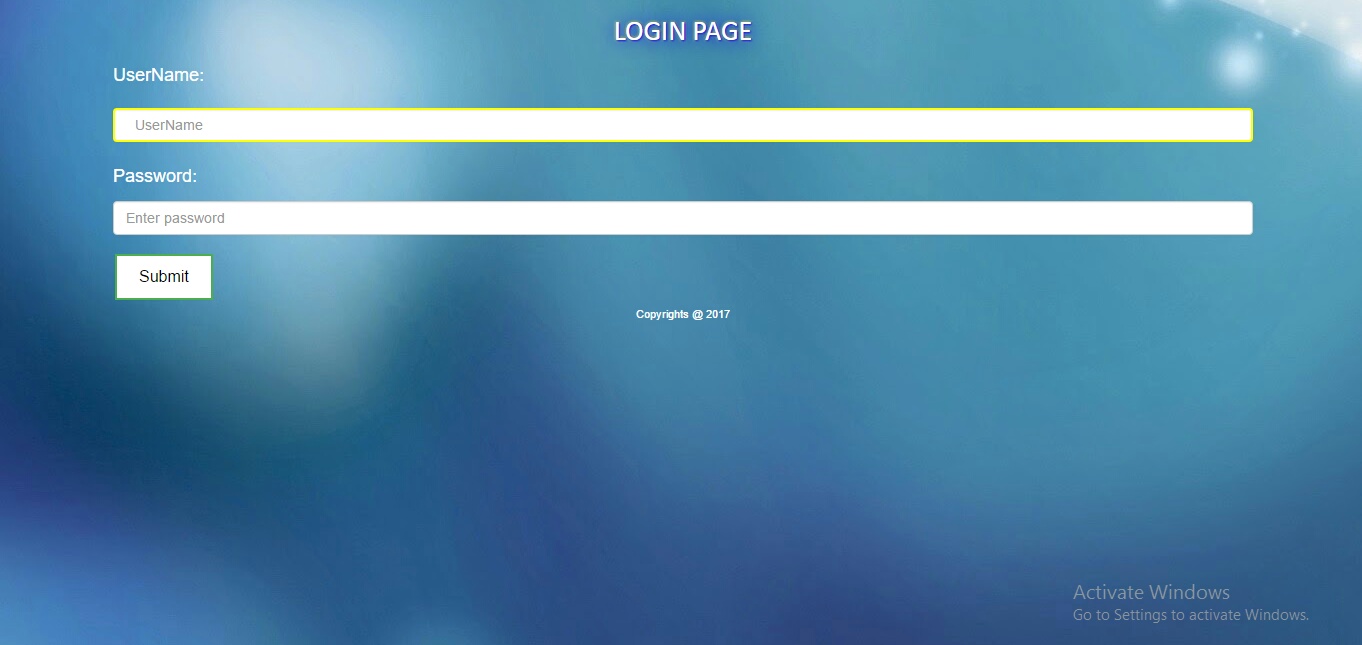 LOGIN PAGE
UserName:
UserName
Password:
Enter password
Submit
Copyrights @ 2017
Activate Windows
Go to Settings to activate Windows.